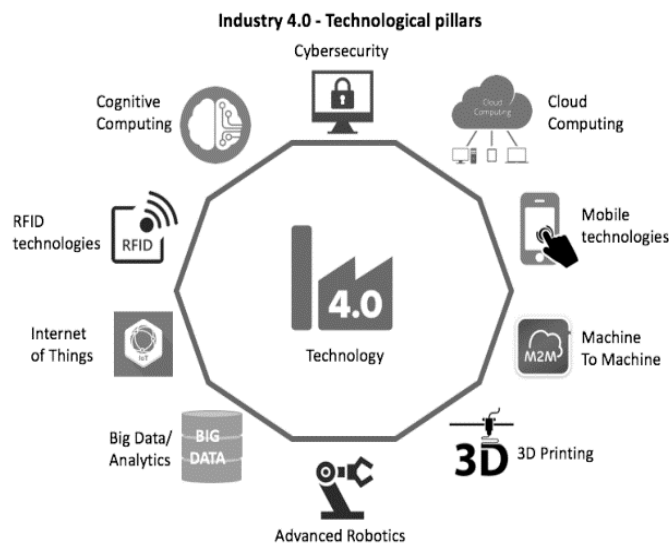 Industry 4.0 - Technological pillars
Cybersecurity
Cognitive
Computing
Cloud
Computing
Cloud
Computing
RFID
technologies
RFID
Mobile
technologies
4.0
Technology
Internet
of Things
IoT
M2M
Machine
To Machine
Big Data/
Analytics
BIG
DATA
3D
3D Printing
Advanced Robotics